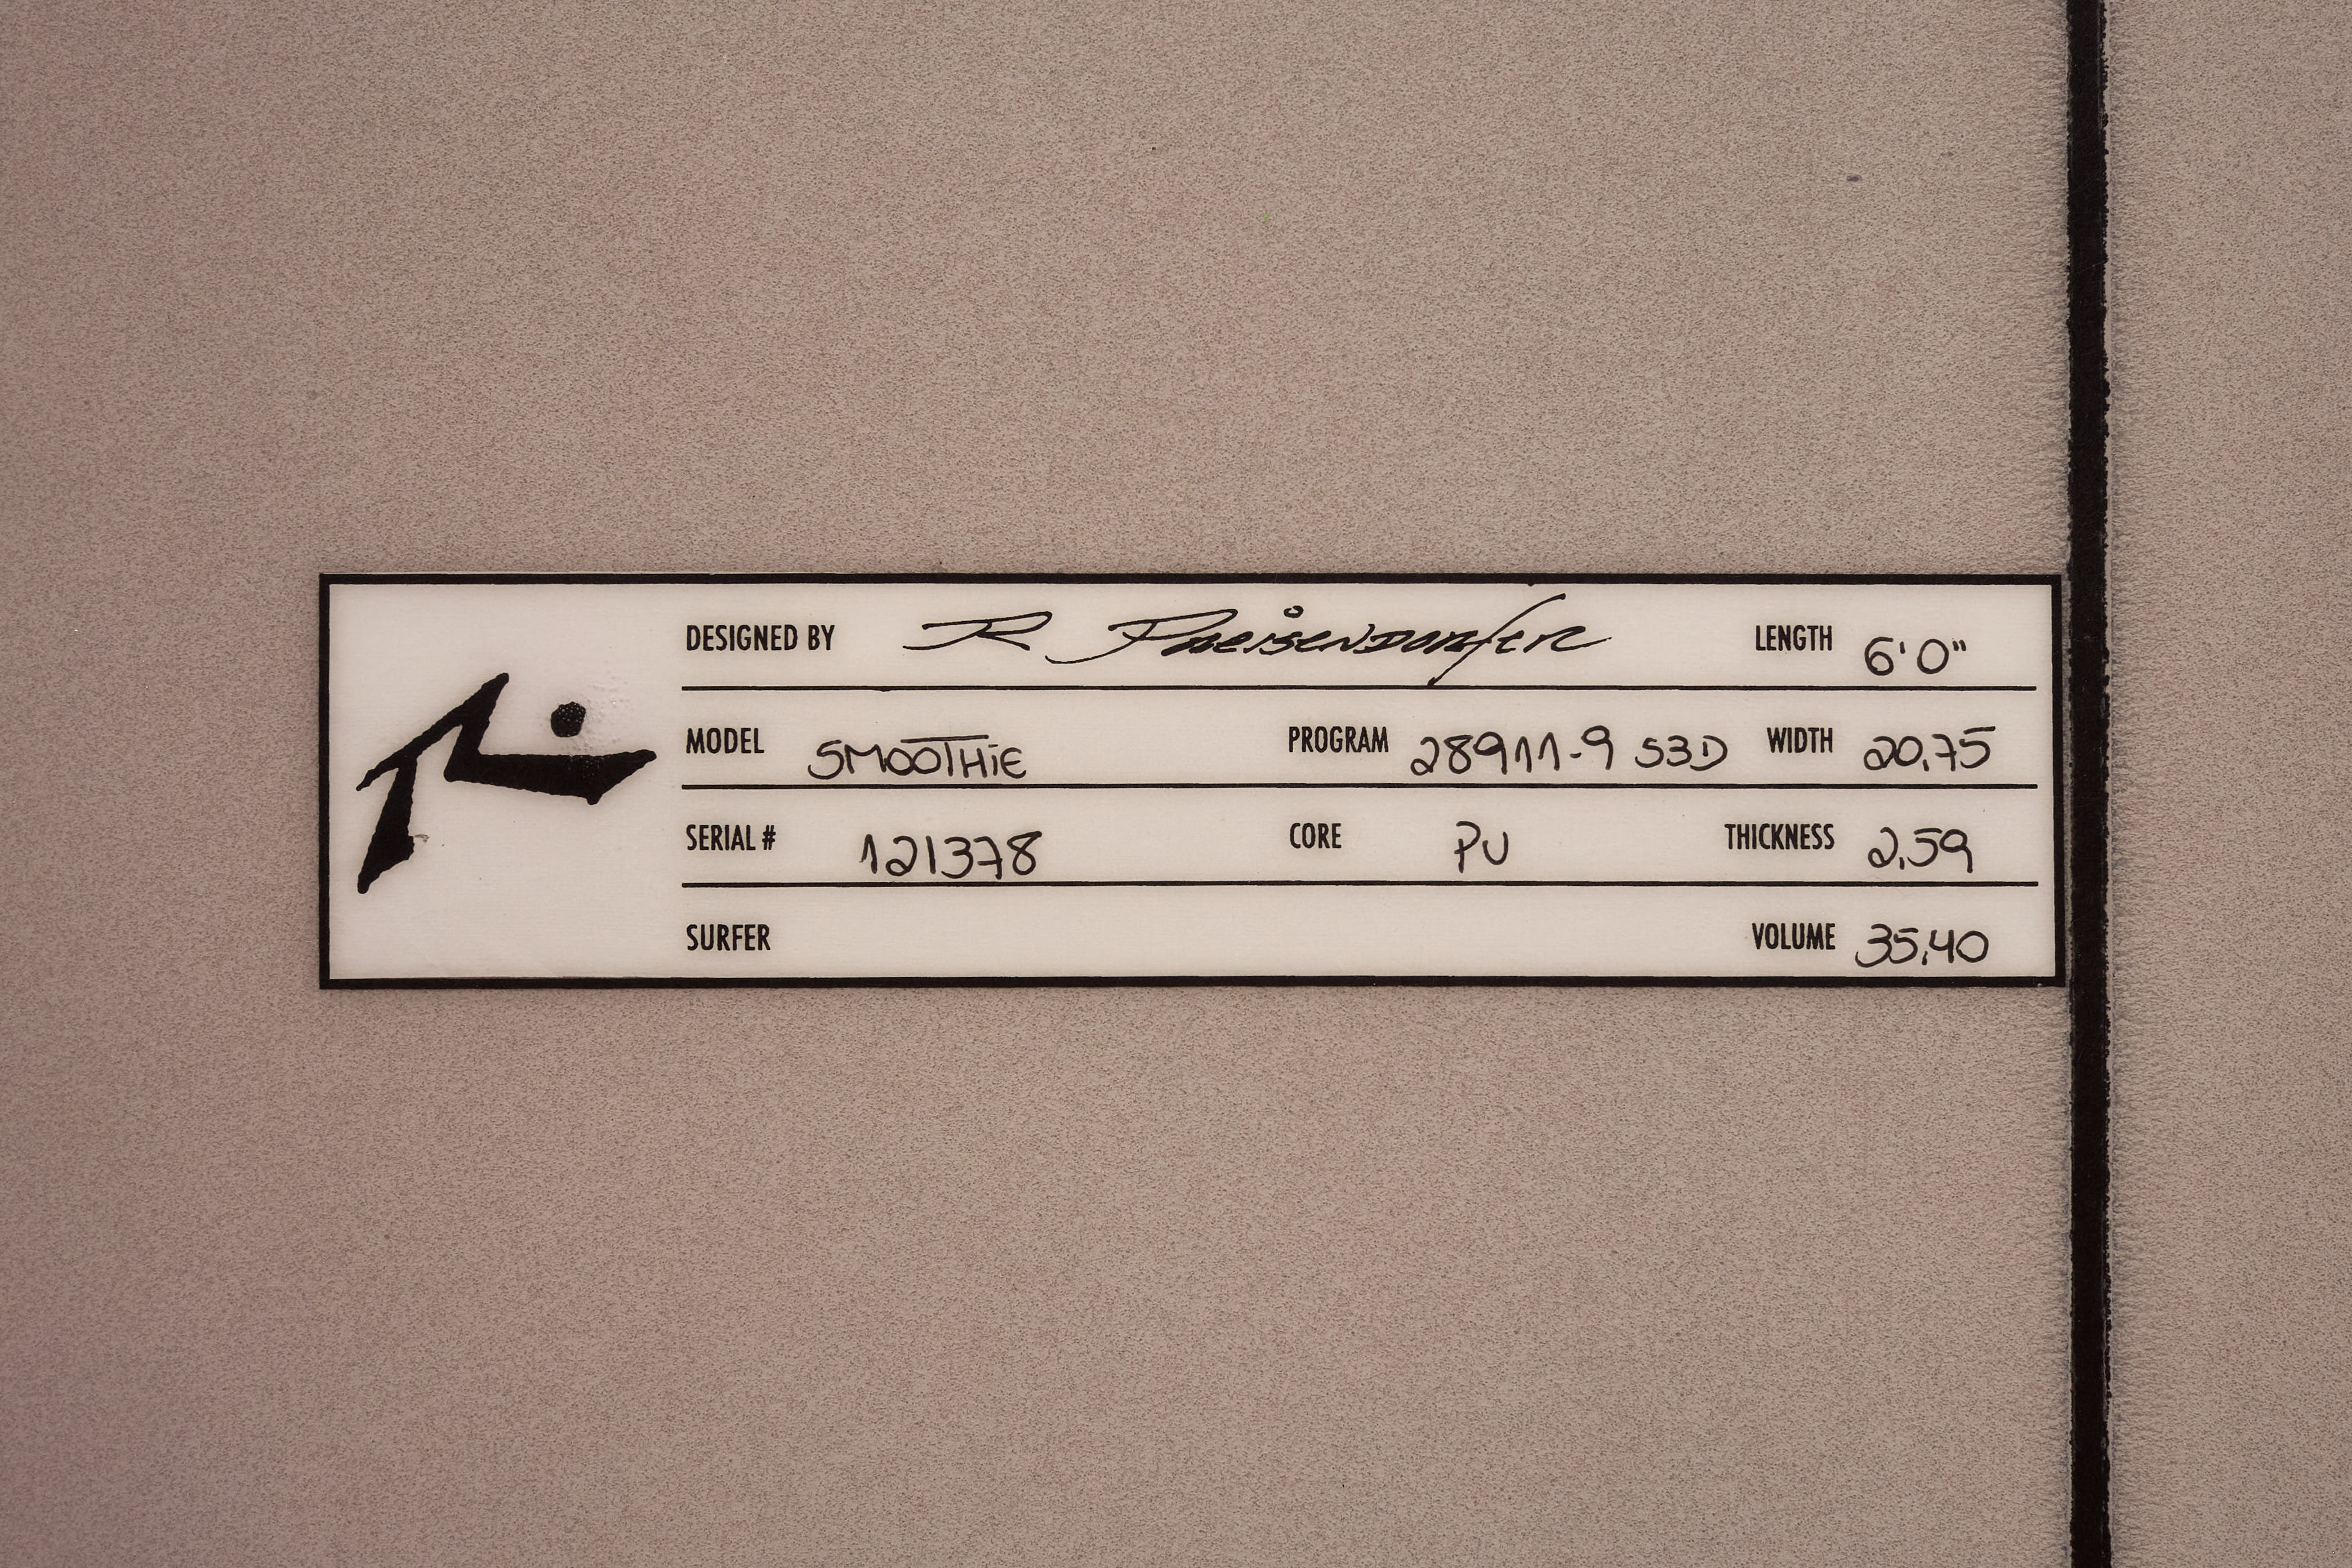 DESIGNED BY R Preisendorfer LENGTH 6'0"
MODEL SMOOTHIE PROGRAM 28911-9 S3D WIDTH 20.75
SERIAL # 121378 CORE PU THICKNESS 2.59
SURFER VOLUME 35.40